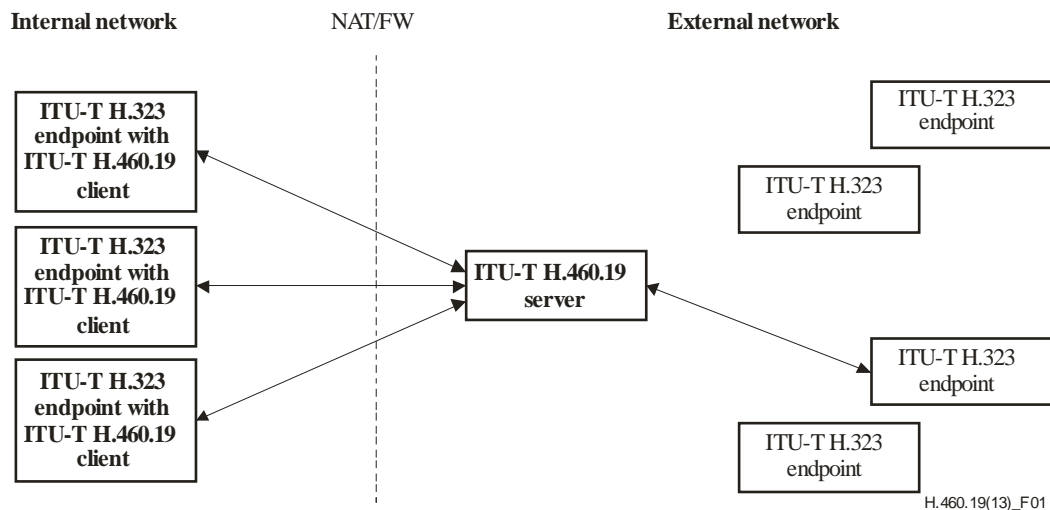 Internal network
NAT/FW
External network
ITU-T H.323
endpoint with
ITU-T H.460.19
client
ITU-T H.323
endpoint with
ITU-T H.460.19
client
ITU-T H.323
endpoint with
ITU-T H.460.19
client
ITU-T H.460.19
server
ITU-T H.323
endpoint
ITU-T H.323
endpoint
ITU-T H.323
endpoint
ITU-T H.323
endpoint
H.460.19(13)_F01